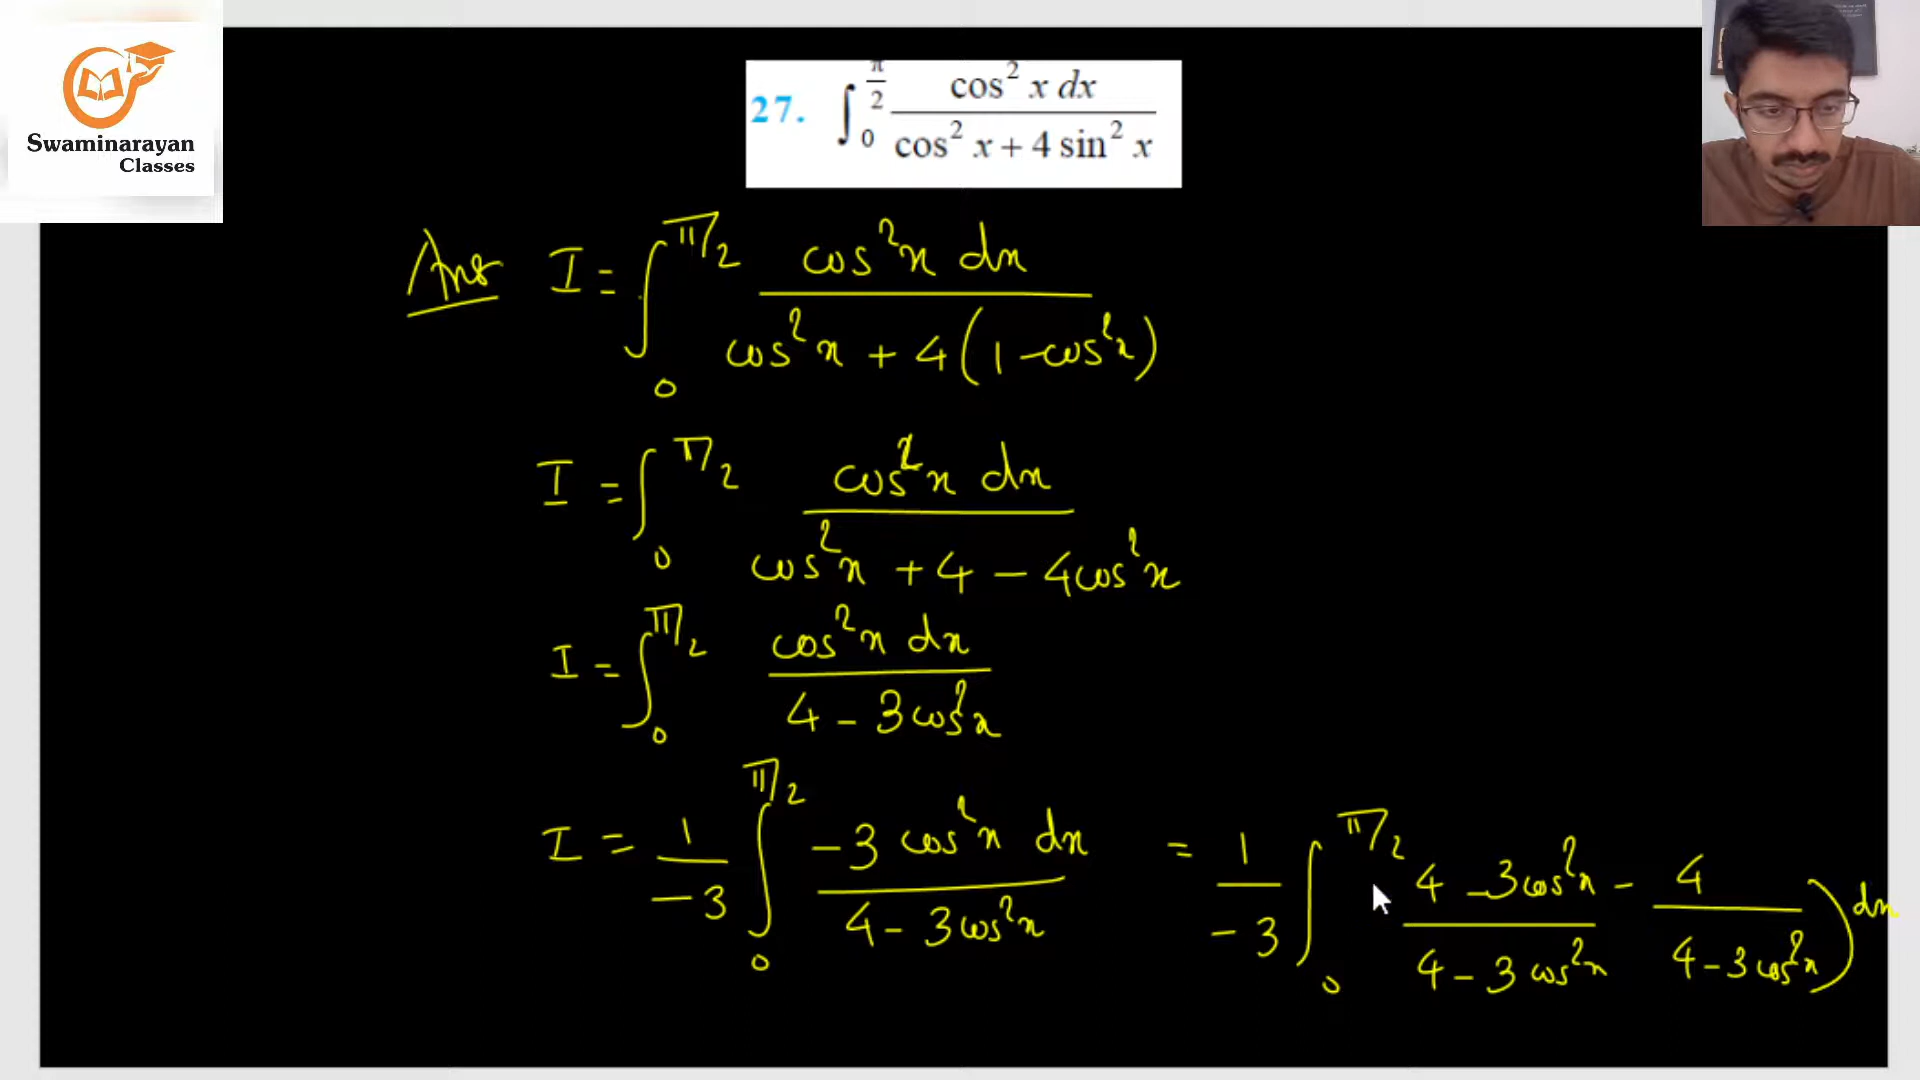 Swaminarayan
Classes
27. ∫₀^(π/2) cos² x dx / (cos² x + 4 sin² x)
Ans I = ∫₀^(π/2) cos²x dx / (cos²x + 4(1-cos²x))
I = ∫₀^(π/2) cos²x dx / (cos²x + 4 - 4cos²x)
I = ∫₀^(π/2) cos²x dx / (4 - 3cos²x)
I = 1/-3 ∫₀^(π/2) -3 cos²x dx / (4 - 3cos²x) = 1/-3 ∫₀^(π/2) (4 - 3cos²x)/(4 - 3cos²x) - 4/(4 - 3cos²x)) dx